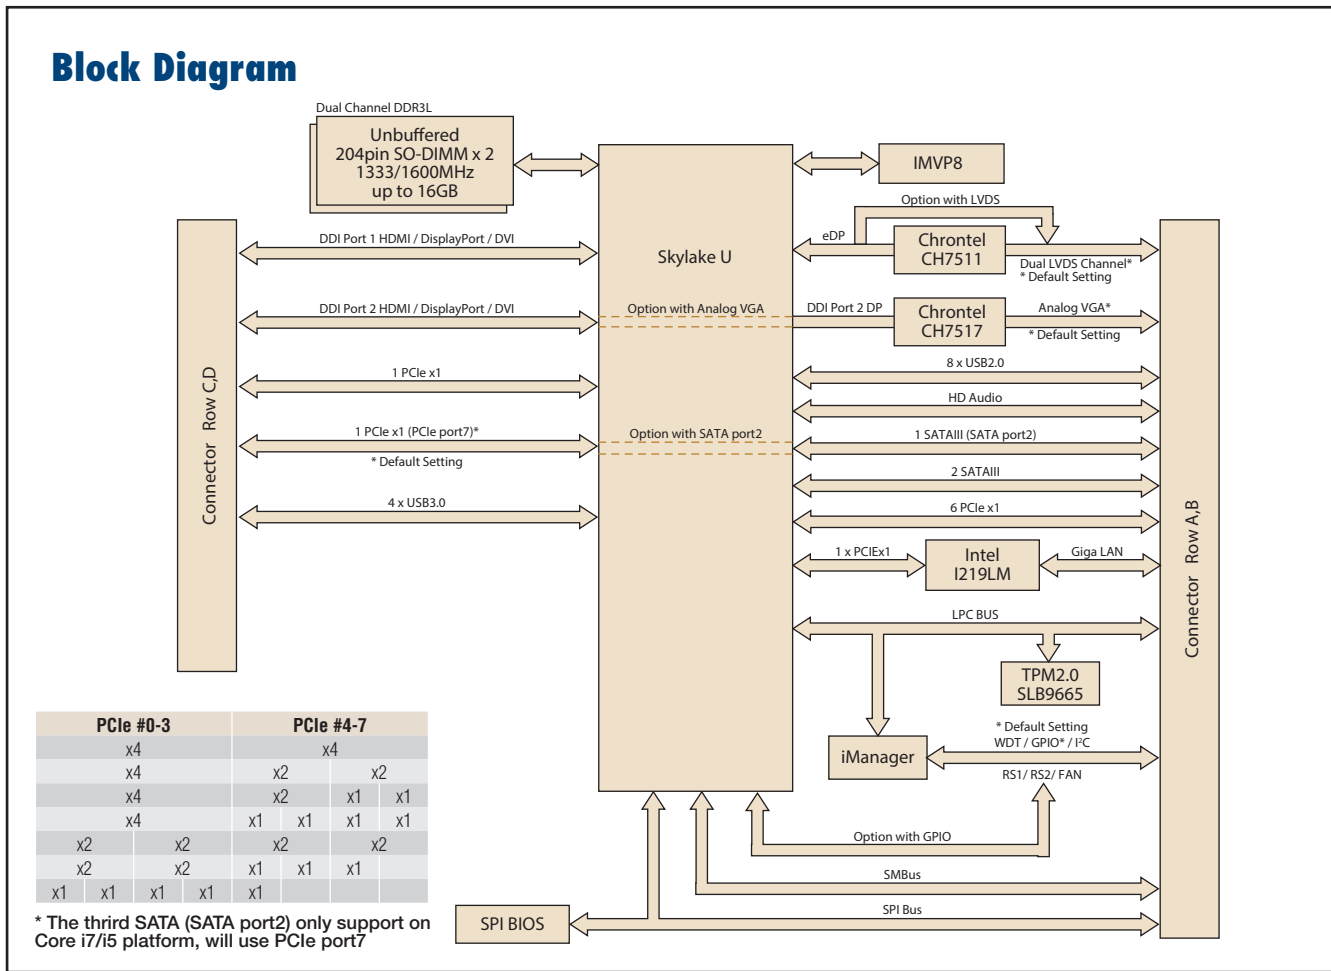 Block Diagram
Dual Channel DDR3L
Unbuffered
204pin SO-DIMM x 2
1333/1600MHz
up to 16GB
IMVP8
Option with LVDS
DDI Port 1 HDMI / DisplayPort / DVI
Skylake U
eDP
Chrontel
CH7511
Dual LVDS Channel*
* Default Setting
DDI Port 2 HDMI / DisplayPort / DVI
Option with Analog VGA
DDI Port 2 DP
Chrontel
CH7517
Analog VGA*
* Default Setting
1 PCIe x1
8 x USB2.0
HD Audio
1 PCIe x1 (PCIe port7)*
* Default Setting
Option with SATA port2
1 SATAIII (SATA port2)
2 SATAIII
4 x USB3.0
6 PCIe x1
1 x PCIEx1
Intel
I219LM
Giga LAN
LPC BUS
TPM2.0
SLB9665
Connector Row C,D
Connector Row A,B
iManager
* Default Setting
WDT / GPIO* / I²C
RS1/ RS2/ FAN
Option with GPIO
SMBus
SPI Bus
SPI BIOS
PCIe #0-3 PCIe #4-7
x4 x4
x4 x2 x2
x4 x2 x1 x1
x4 x1 x1 x1 x1
x2 x2 x2 x2
x2 x2 x1 x1 x1
x1 x1 x1 x1 x1
* The thrird SATA (SATA port2) only support on
Core i7/i5 platform, will use PCIe port7